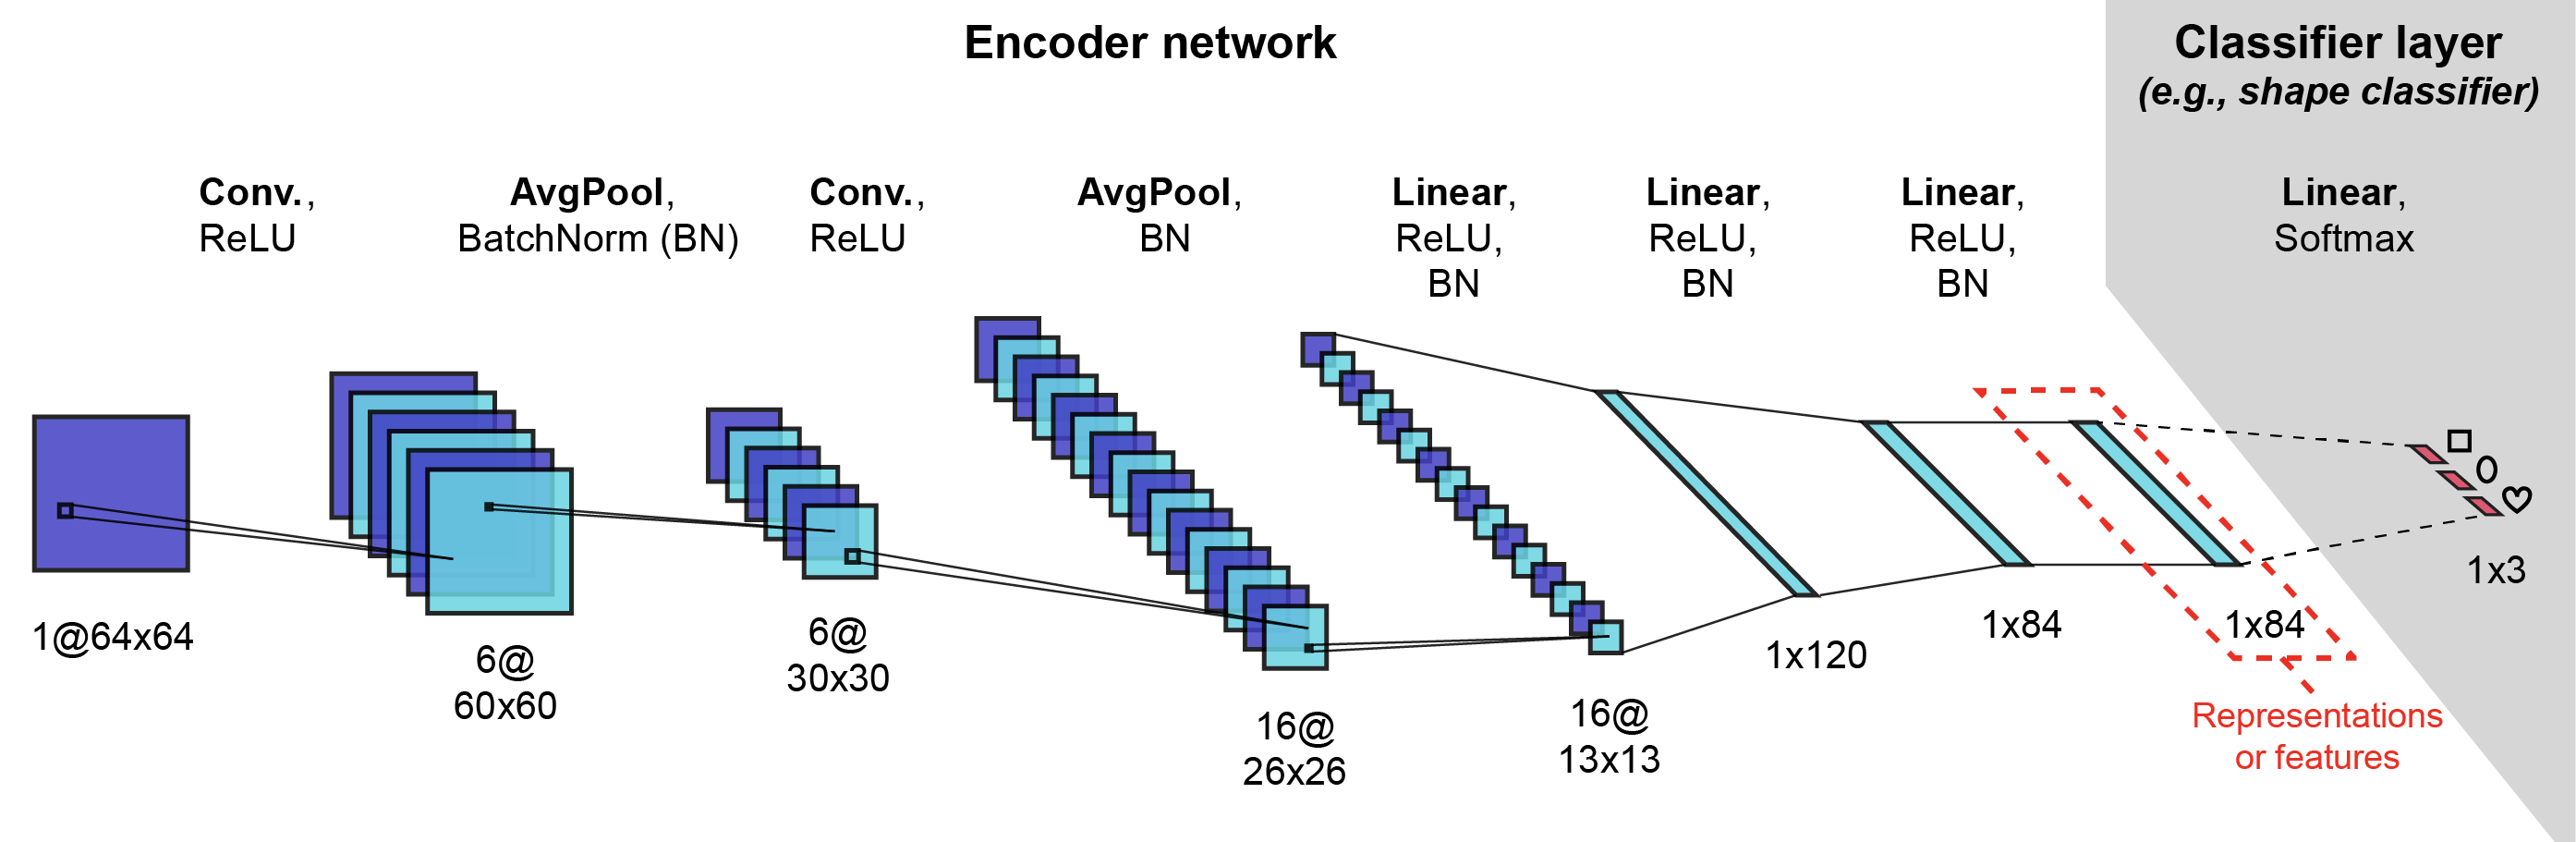 Encoder network
Classifier layer
(e.g., shape classifier)
Conv.,
ReLU
AvgPool,
BatchNorm (BN)
Conv.,
ReLU
AvgPool,
BN
Linear,
ReLU,
BN
Linear,
ReLU,
BN
Linear,
ReLU,
BN
Linear,
Softmax
1@64x64
6@
60x60
6@
30x30
16@
26x26
16@
13x13
1x120
1x84
1x84
1x3
Representations
or features